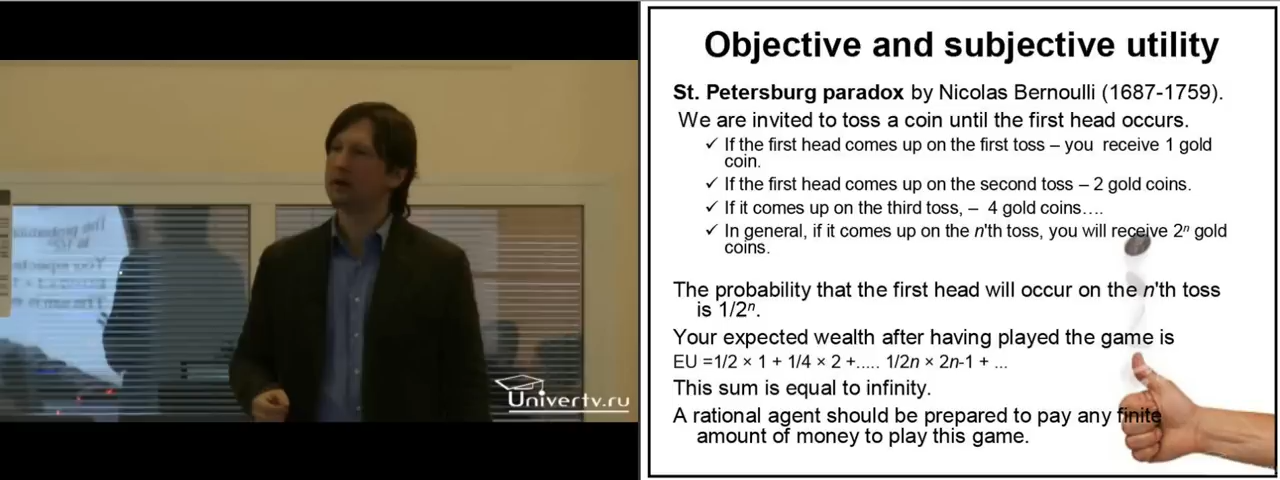 Objective and subjective utility
St. Petersburg paradox by Nicolas Bernoulli (1687-1759).
We are invited to toss a coin until the first head occurs.
✓ If the first head comes up on the first toss – you receive 1 gold
coin.
✓ If the first head comes up on the second toss – 2 gold coins.
✓ If it comes up on the third toss, – 4 gold coins….
✓ In general, if it comes up on the n'th toss, you will receive 2ⁿ gold
coins.
The probability that the first head will occur on the n'th toss
is 1/2ⁿ.
Your expected wealth after having played the game is
EU =1/2 × 1 + 1/4 × 2 +..... 1/2n × 2n-1 + ...
This sum is equal to infinity.
A rational agent should be prepared to pay any finite
amount of money to play this game.
Univertv.ru